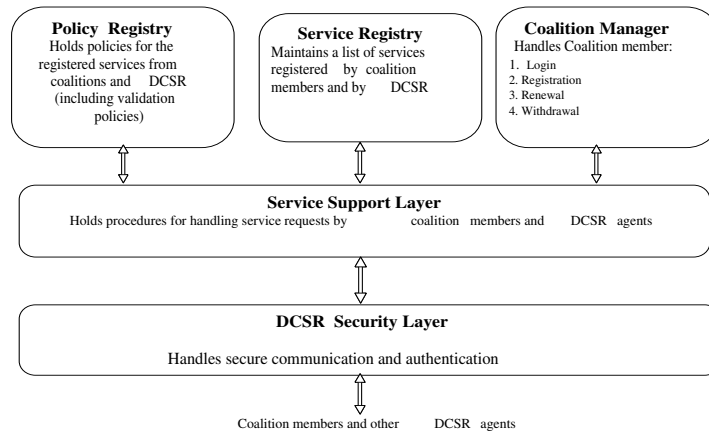 Policy Registry
Holds policies for the
registered services from
coalitions and DCSR
(including validation
policies)
Service Registry
Maintains a list of services
registered by coalition
members and by DCSR
Coalition Manager
Handles Coalition member:
1. Login
2. Registration
3. Renewal
4. Withdrawal
Service Support Layer
Holds procedures for handling service requests by coalition members and DCSR agents
DCSR Security Layer
Handles secure communication and authentication
Coalition members and other DCSR agents